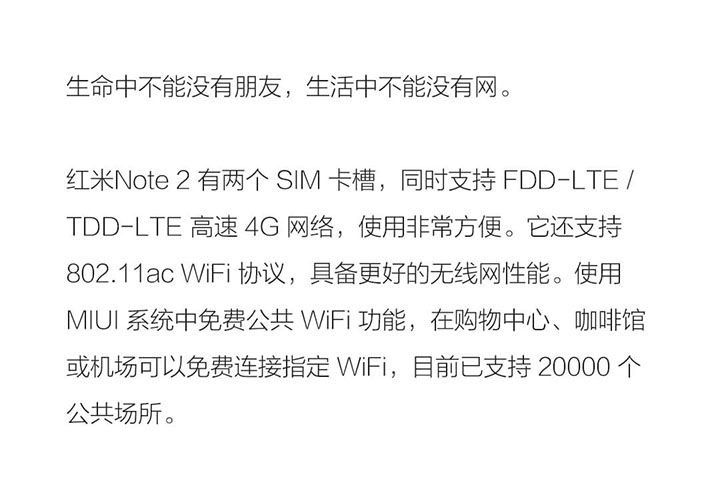 生命中不能没有朋友，生活中不能没有网。
红米Note 2 有两个 SIM 卡槽，同时支持 FDD-LTE /
TDD-LTE 高速 4G 网络，使用非常方便。它还支持
802.11ac WiFi 协议，具备更好的无线网性能。使用
MIUI 系统中免费公共 WiFi 功能，在购物中心、咖啡馆
或机场可以免费连接指定 WiFi，目前已支持 20000 个
公共场所。